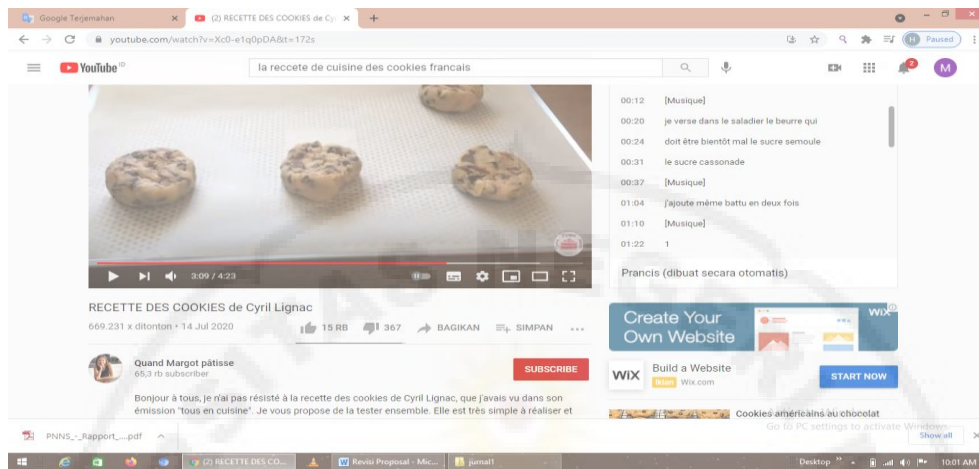 Google Terjemahan
(2) RECETTE DES COOKIES de Cy
youtube.com/watch?v=Xc0-e1q0pDA&t=172s
H Paused
YouTube ID
la reccete de cuisine des cookies francais
2
M
00:12 [Musique]
00:20 je verse dans le saladier le beurre qui
00:24 doit être bientôt mal le sucre semoule
00:31 le sucre cassonade
00:37 [Musique]
01:04 j'ajoute même battu en deux fois
01:10 [Musique]
01:22 1
Prancis (dibuat secara otomatis)
3:09 / 4:23
RECETTE DES COOKIES de Cyril Lignac
669.231 x ditonton • 14 Jul 2020
15 RB 367 BAGIKAN SIMPAN ...
Quand Margot pâtisse
65,3 rb subscriber
SUBSCRIBE
Bonjour à tous, je n'ai pas résisté à la recette des cookies de Cyril Lignac, que j'avais vu dans son
émission "tous en cuisine". Je vous propose de la tester ensemble. Elle est très simple à réaliser et
Create Your
Own Website
WiX
WiX
Build a Website
Iklan Wix.com
START NOW
Cookies américains au chocolat
Go to PC settings to activate Windows.
PNNS_-_Rapport_....pdf
Show all
(2) RECETTE DES CO...
Revisi Proposal - Mic...
jurnal1
Desktop
10:01 AM